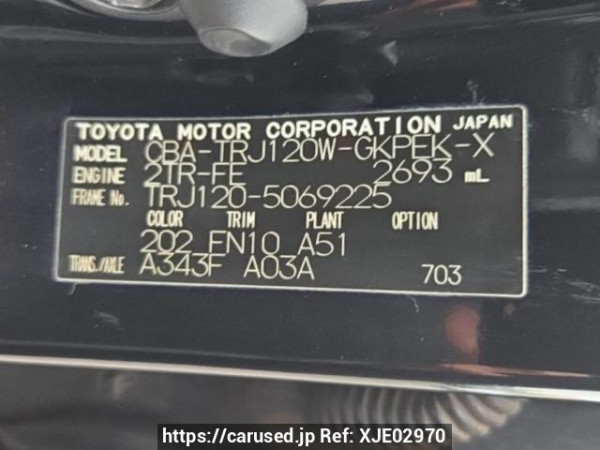 TOYOTA MOTOR CORPORATION JAPAN
MODEL CBA-TRJ120W-GKPEK-X
ENGINE 2TR-FE 2693 mL
FRAME No. TRJ120-5069225
COLOR TRIM PLANT OPTION
202 FN10 A51
TRANS./AXLE A343F A03A 703
https://carused.jp Ref: XJE02970